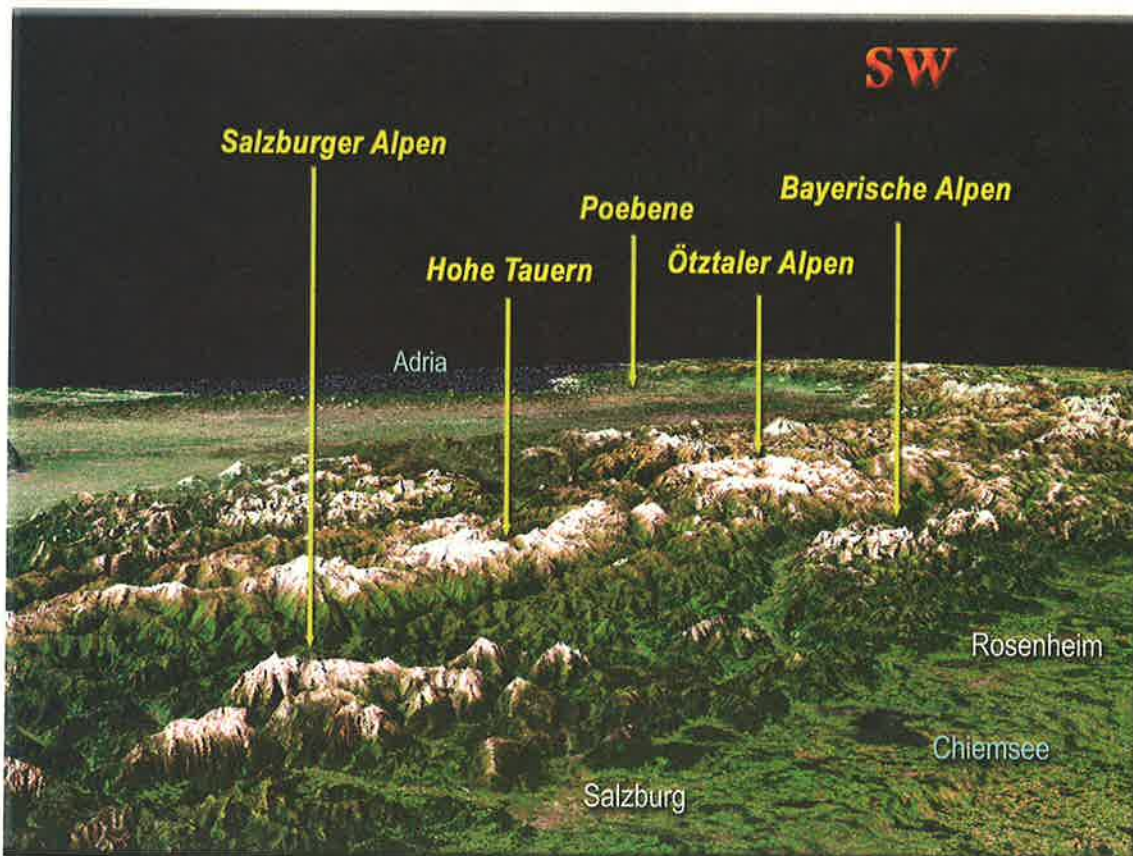 SW
Salzburger Alpen
Bayerische Alpen
Poebene
Hohe Tauern
Ötztaler Alpen
Adria
Rosenheim
Chiemsee
Salzburg